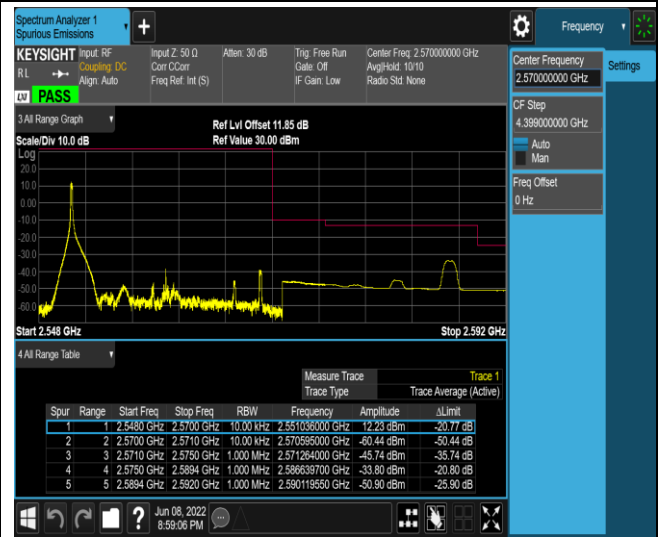 Spectrum Analyzer 1
Spurious Emissions
+
Frequency
KEYSIGHT
RL
LXI
PASS
Input: RF
Coupling: DC
Align: Auto
Input Z: 50 Ω
Corr CCorr
Freq Ref: Int (S)
Atten: 30 dB
Trig: Free Run
Gate: Off
IF Gain: Low
Center Freq: 2.570000000 GHz
Avg|Hold: 10/10
Radio Std: None
Center Frequency
2.570000000 GHz
Settings
CF Step
4.399000000 GHz
Auto
Man
Freq Offset
0 Hz
3 All Range Graph
Scale/Div 10.0 dB
Ref Lvl Offset 11.85 dB
Ref Value 30.00 dBm
Log
20.0
10.0
0.00
-10.0
-20.0
-30.0
-40.0
-50.0
-60.0
Start 2.548 GHz
Stop 2.592 GHz
4 All Range Table
Measure Trace Trace 1
Trace Type Trace Average (Active)
Spur Range Start Freq Stop Freq RBW Frequency Amplitude ΔLimit
1 1 2.5480 GHz 2.5700 GHz 10.00 kHz 2.551036000 GHz 12.23 dBm -20.77 dB
2 2 2.5700 GHz 2.5710 GHz 10.00 kHz 2.570595000 GHz -60.44 dBm -50.44 dB
3 3 2.5710 GHz 2.5750 GHz 1.000 MHz 2.571264000 GHz -45.74 dBm -35.74 dB
4 4 2.5750 GHz 2.5894 GHz 1.000 MHz 2.586639700 GHz -33.80 dBm -20.80 dB
5 5 2.5894 GHz 2.5920 GHz 1.000 MHz 2.590119550 GHz -50.90 dBm -25.90 dB
?
Jun 08, 2022
8:59:06 PM